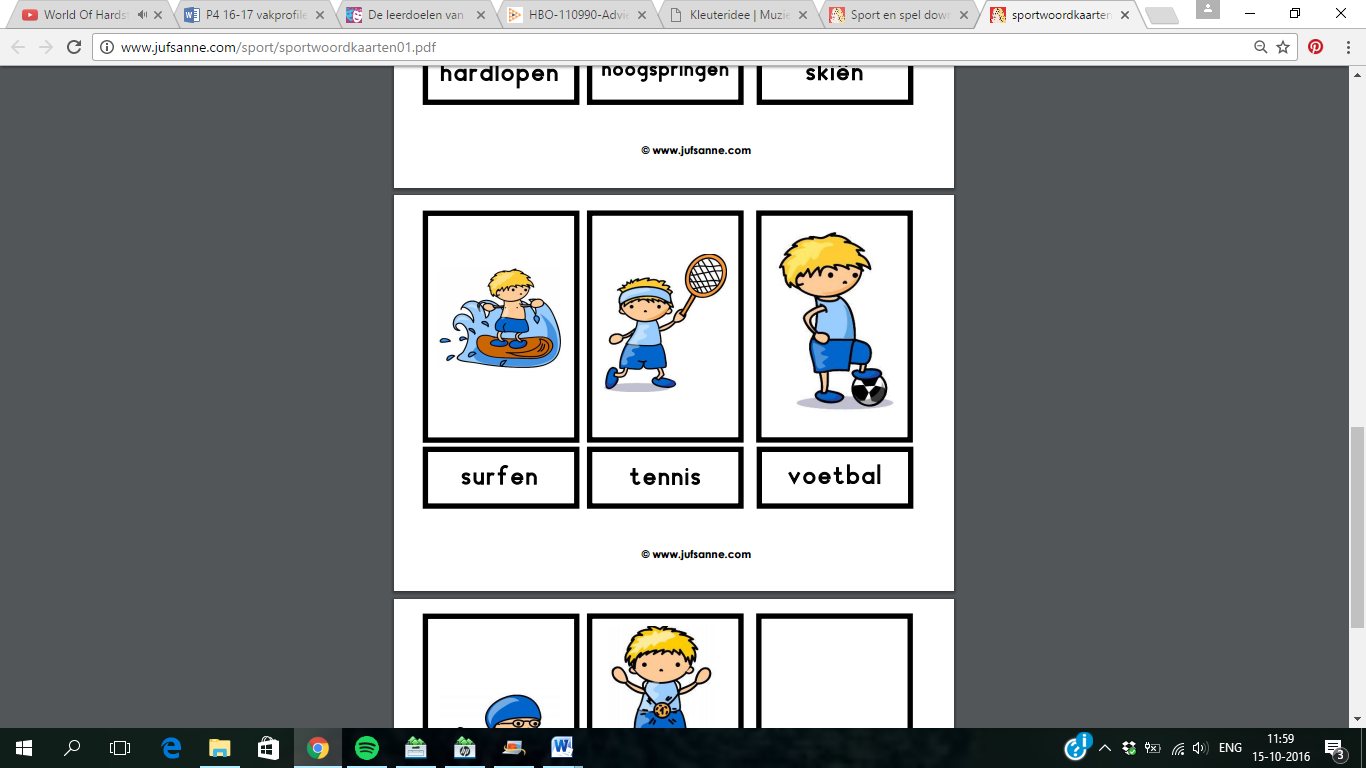 World Of Hards
P4 16-17 vakprofile
De leerdoelen van
HBO-110990-Advie
Kleuteridee | Muzie
Sport en spel down
sportwoordkaarten
www.jufsanne.com/sport/sportwoordkaarten01.pdf
hardlopen
hoogspringen
skiën
© www.jufsanne.com
surfen
tennis
voetbal
© www.jufsanne.com
ENG
11:59
15-10-2016
3